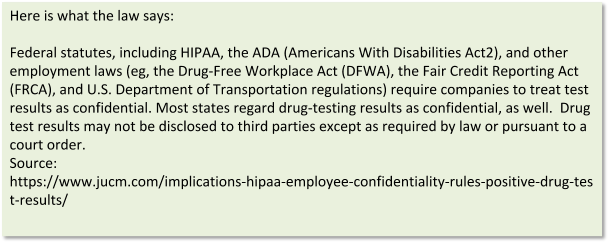 Here is what the law says:
Federal statutes, including HIPAA, the ADA (Americans With Disabilities Act2), and other
employment laws (eg, the Drug-Free Workplace Act (DFWA), the Fair Credit Reporting Act
(FRCA), and U.S. Department of Transportation regulations) require companies to treat test
results as confidential. Most states regard drug-testing results as confidential, as well.  Drug
test results may not be disclosed to third parties except as required by law or pursuant to a
court order.
Source:
https://www.jucm.com/implications-hipaa-employee-confidentiality-rules-positive-drug-tes
t-results/